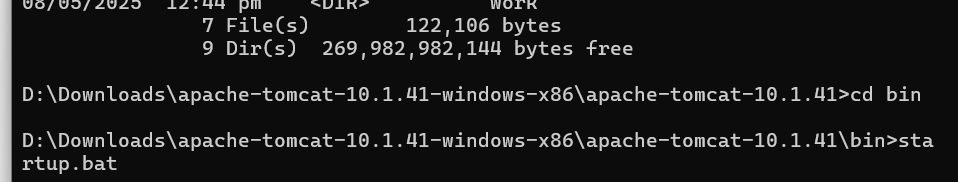 08/05/2025  12:44 pm    <DIR>          work
               7 File(s)        122,106 bytes
               9 Dir(s)  269,982,982,144 bytes free

D:\Downloads\apache-tomcat-10.1.41-windows-x86\apache-tomcat-10.1.41>cd bin

D:\Downloads\apache-tomcat-10.1.41-windows-x86\apache-tomcat-10.1.41\bin>sta
rtup.bat